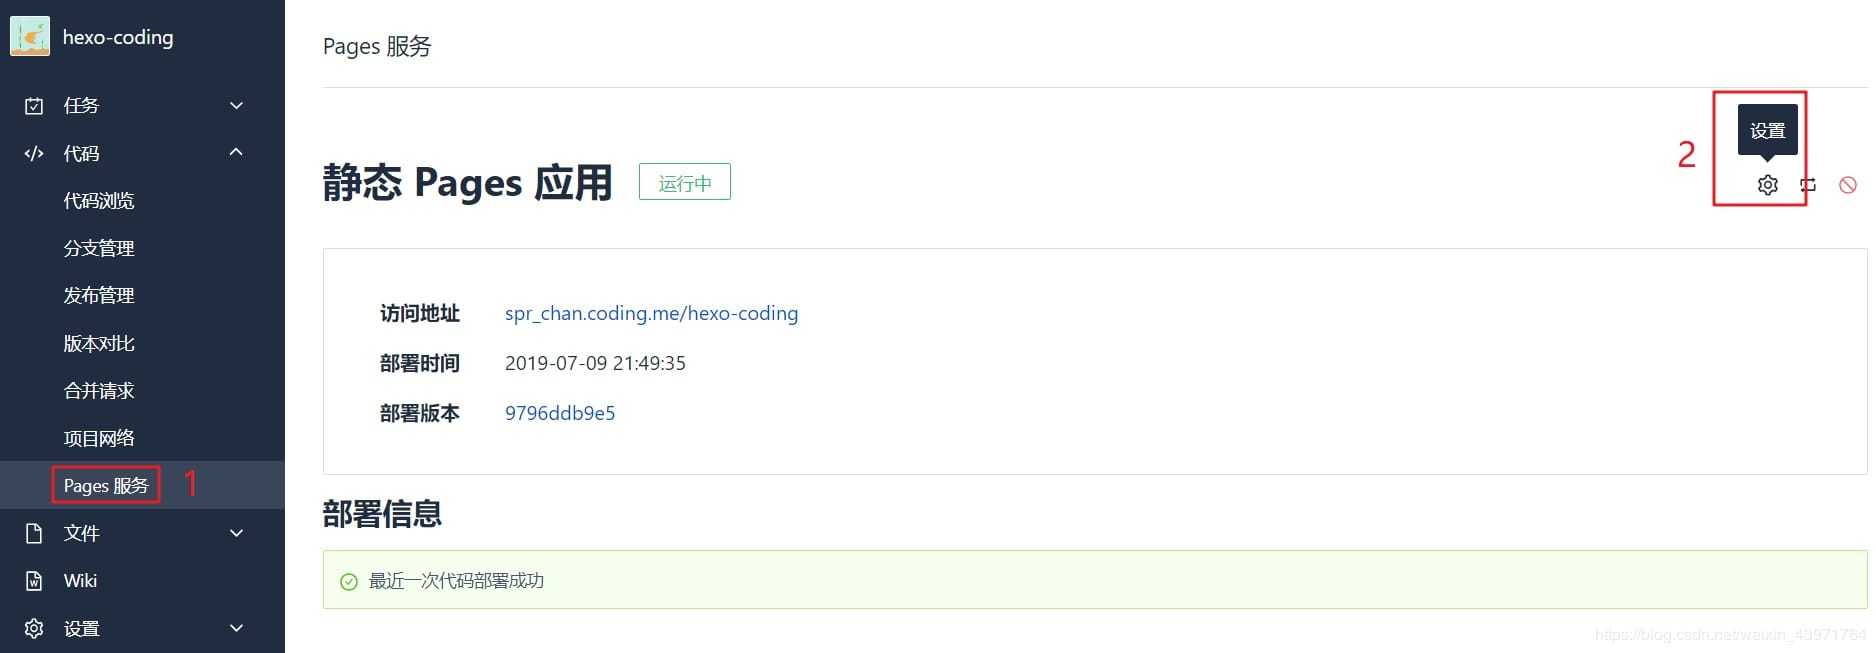 hexo-coding
任务
代码
代码浏览
分支管理
发布管理
版本对比
合并请求
项目网络
Pages 服务
1
文件
Wiki
设置
Pages 服务
2
设置
静态 Pages 应用
运行中
访问地址 spr_chan.coding.me/hexo-coding
部署时间 2019-07-09 21:49:35
部署版本 9796ddb9e5
部署信息
最近一次代码部署成功
https://blog.csdn.net/weixin_43971764